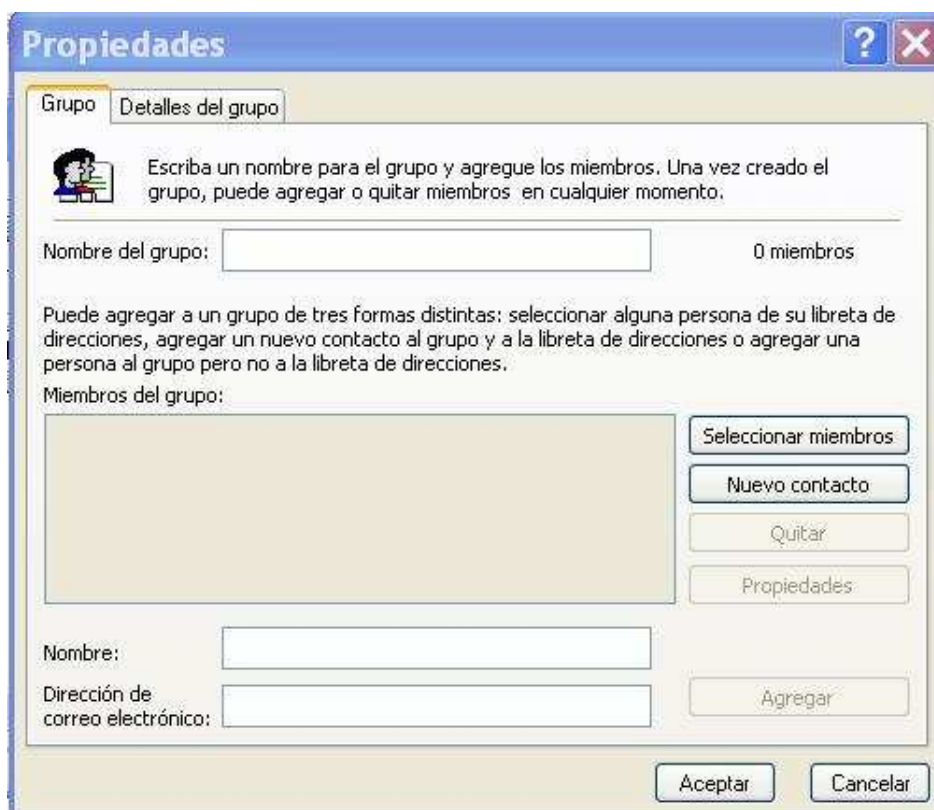 Propiedades
Grupo
Detalles del grupo
Escriba un nombre para el grupo y agregue los miembros. Una vez creado el
grupo, puede agregar o quitar miembros en cualquier momento.
Nombre del grupo:
0 miembros
Puede agregar a un grupo de tres formas distintas: seleccionar alguna persona de su libreta de
direcciones, agregar un nuevo contacto al grupo y a la libreta de direcciones o agregar una
persona al grupo pero no a la libreta de direcciones.
Miembros del grupo:
Seleccionar miembros
Nuevo contacto
Quitar
Propiedades
Nombre:
Dirección de
correo electrónico:
Agregar
Aceptar
Cancelar